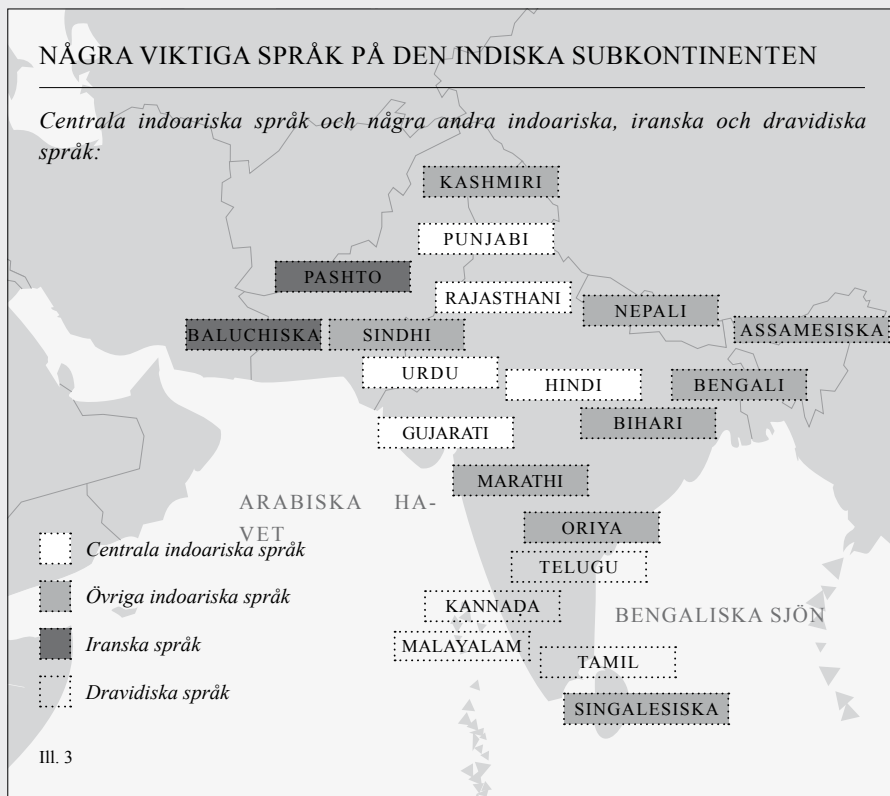 NÅGRA VIKTIGA SPRÅK PÅ DEN INDISKA SUBKONTINENTEN
Centrala indoariska språk och några andra indoariska, iranska och dravidiska
språk:
KASHMIRI
PUNJABI
PASHTO
RAJASTHANI
NEPALI
BALUCHISKA
SINDHI
ASSAMESISKA
URDU
HINDI
BENGALI
GUJARATI
BIHARI
MARATHI
ARABISKA HA-
VET
ORIYA
TELUGU
KANNADA
BENGALISKA SJÖN
MALAYALAM
TAMIL
SINGALESISKA
Centrala indoariska språk
Övriga indoariska språk
Iranska språk
Dravidiska språk
Ill. 3